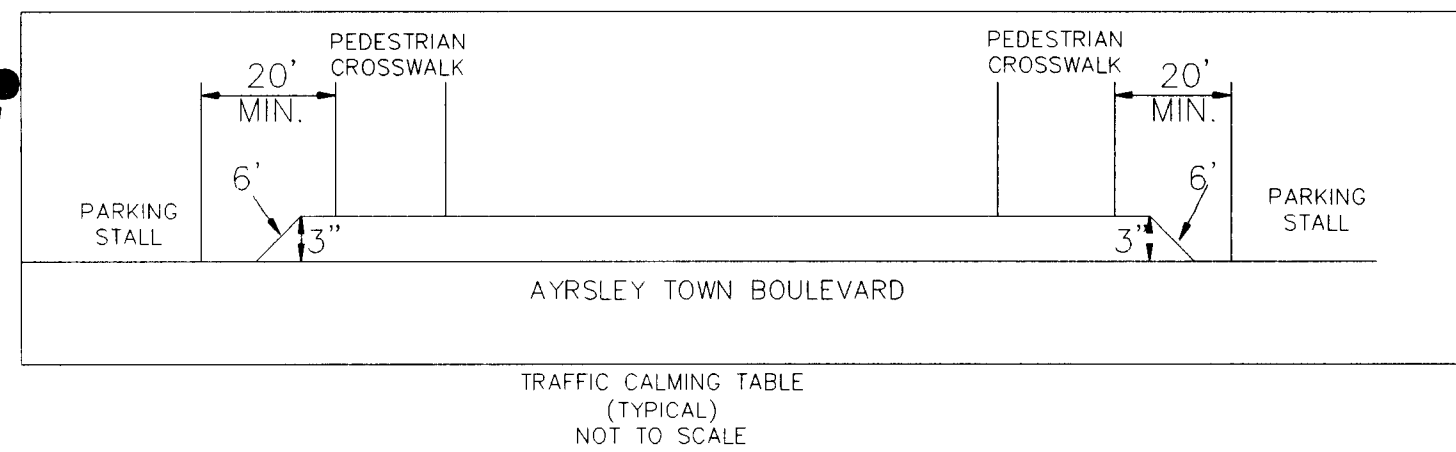 PEDESTRIAN
CROSSWALK
PEDESTRIAN
CROSSWALK
20'
MIN.
20'
MIN.
6'
6'
PARKING
STALL
PARKING
STALL
3"
3"
AYRSLEY TOWN BOULEVARD
TRAFFIC CALMING TABLE
(TYPICAL)
NOT TO SCALE